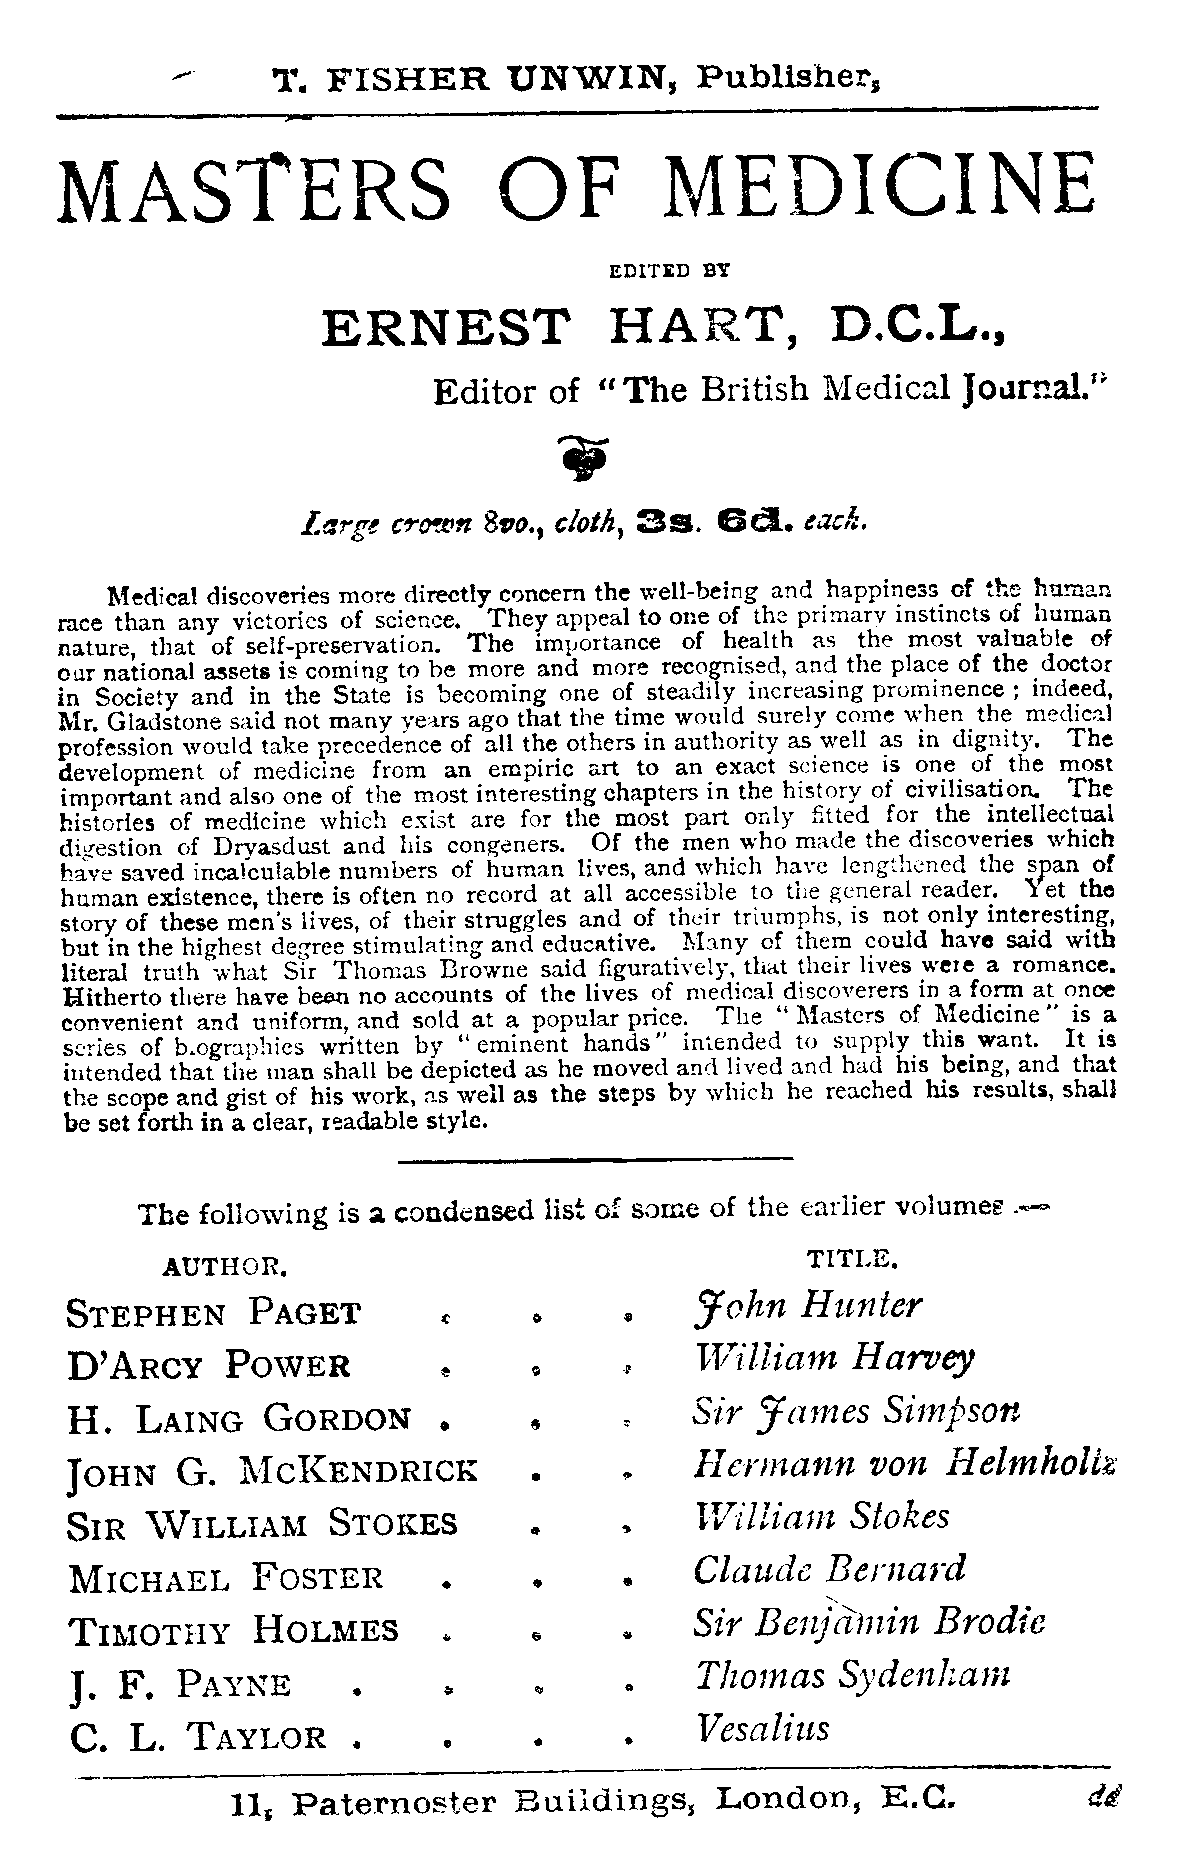 T. FISHER UNWIN, Publisher,
MASTERS OF MEDICINE
EDITED BY
ERNEST HART, D.C.L.,
Editor of "The British Medical Journal."
Large crown 8vo., cloth, 3s. 6d. each.
Medical discoveries more directly concern the well-being and happiness of the human
race than any victories of science. They appeal to one of the primary instincts of human
nature, that of self-preservation. The importance of health as the most valuable of
our national assets is coming to be more and more recognised, and the place of the doctor
in Society and in the State is becoming one of steadily increasing prominence ; indeed,
Mr. Gladstone said not many years ago that the time would surely come when the medical
profession would take precedence of all the others in authority as well as in dignity. The
development of medicine from an empiric art to an exact science is one of the most
important and also one of the most interesting chapters in the history of civilisation. The
histories of medicine which exist are for the most part only fitted for the intellectual
digestion of Dryasdust and his congeners. Of the men who made the discoveries which
have saved incalculable numbers of human lives, and which have lengthened the span of
human existence, there is often no record at all accessible to the general reader. Yet the
story of these men's lives, of their struggles and of their triumphs, is not only interesting,
but in the highest degree stimulating and educative. Many of them could have said with
literal truth what Sir Thomas Browne said figuratively, that their lives were a romance.
Hitherto there have been no accounts of the lives of medical discoverers in a form at once
convenient and uniform, and sold at a popular price. The "Masters of Medicine" is a
series of biographies written by "eminent hands" intended to supply this want. It is
intended that the man shall be depicted as he moved and lived and had his being, and that
the scope and gist of his work, as well as the steps by which he reached his results, shall
be set forth in a clear, readable style.
The following is a condensed list of some of the earlier volumes :—
AUTHOR. TITLE.
STEPHEN PAGET . . . John Hunter
D'ARCY POWER . . . William Harvey
H. LAING GORDON . . . Sir James Simpson
JOHN G. MCKENDRICK . . Hermann von Helmholtz
SIR WILLIAM STOKES . . William Stokes
MICHAEL FOSTER . . . Claude Bernard
TIMOTHY HOLMES . . . Sir Benjamin Brodie
J. F. PAYNE . . . . Thomas Sydenham
C. L. TAYLOR . . . . Vesalius
11, Paternoster Buildings, London, E.C. dd